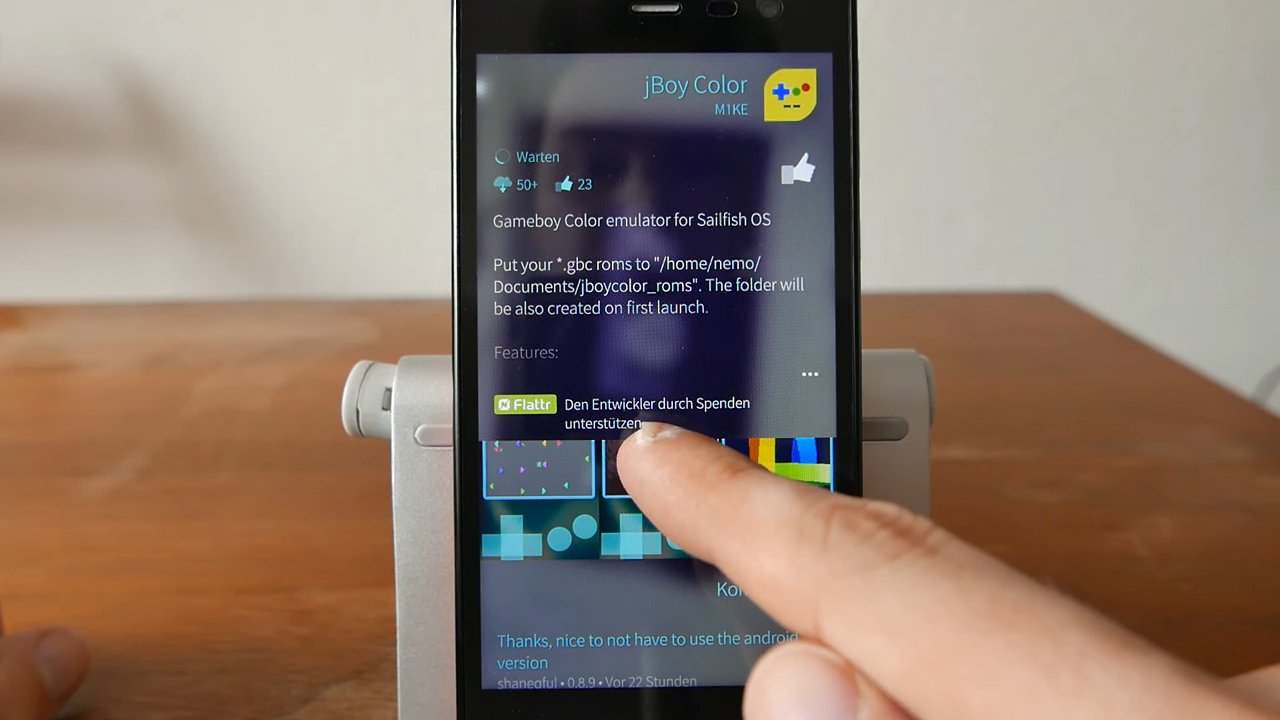 jBoy Color
M1KE
Warten
50+ 23
Gameboy Color emulator for Sailfish OS
Put your *.gbc roms to "/home/nemo/
Documents/jboycolor_roms". The folder will
be also created on first launch.
Features:
...
Flattr Den Entwickler durch Spenden
unterstützen
Thanks, nice to not have to use the android
version
• 0.8.9 • Vor 22 Stunden